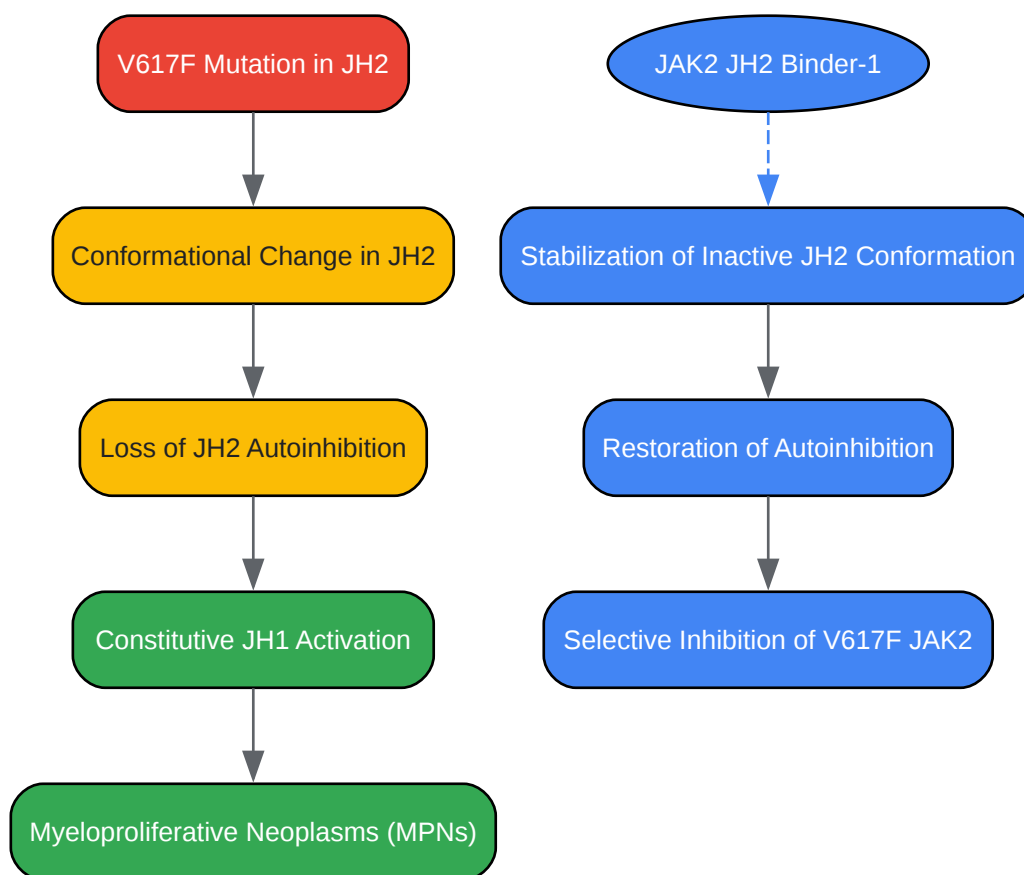 V617F Mutation in JH2
JAK2 JH2 Binder-1
Conformational Change in JH2
Stabilization of Inactive JH2 Conformation
Loss of JH2 Autoinhibition
Restoration of Autoinhibition
Constitutive JH1 Activation
Selective Inhibition of V617F JAK2
Myeloproliferative Neoplasms (MPNs)